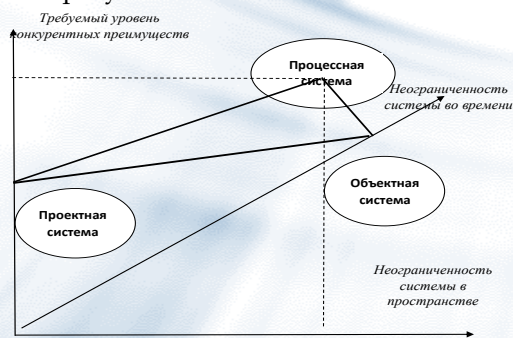 Требуемый уровень
конкурентных преимуществ
Процессная
система
Неограниченность
системы во времени
Объектная
система
Проектная
система
Неограниченность
системы в
пространстве